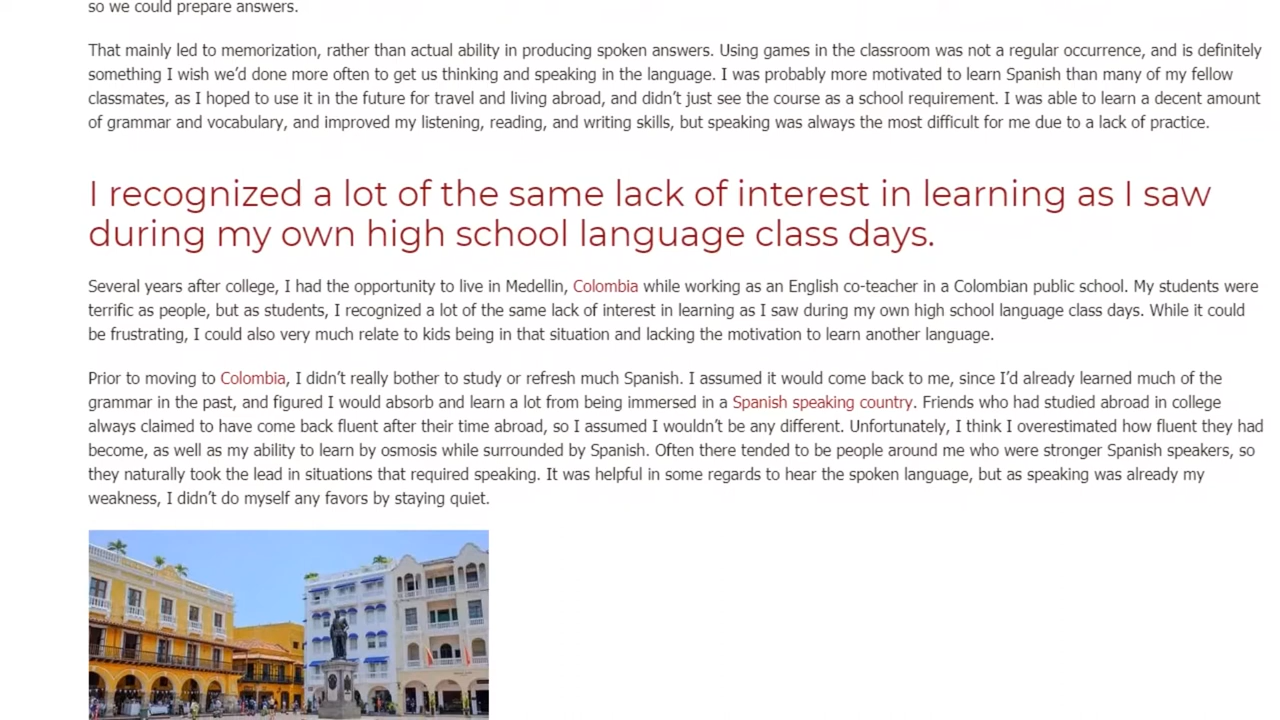 so we could prepare answers.
That mainly led to memorization, rather than actual ability in producing spoken answers. Using games in the classroom was not a regular occurrence, and is definitely
something I wish we’d done more often to get us thinking and speaking in the language. I was probably more motivated to learn Spanish than many of my fellow
classmates, as I hoped to use it in the future for travel and living abroad, and didn’t just see the course as a school requirement. I was able to learn a decent amount
of grammar and vocabulary, and improved my listening, reading, and writing skills, but speaking was always the most difficult for me due to a lack of practice.
I recognized a lot of the same lack of interest in learning as I saw
during my own high school language class days.
Several years after college, I had the opportunity to live in Medellin, Colombia while working as an English co-teacher in a Colombian public school. My students were
terrific as people, but as students, I recognized a lot of the same lack of interest in learning as I saw during my own high school language class days. While it could
be frustrating, I could also very much relate to kids being in that situation and lacking the motivation to learn another language.
Prior to moving to Colombia, I didn’t really bother to study or refresh much Spanish. I assumed it would come back to me, since I’d already learned much of the
grammar in the past, and figured I would absorb and learn a lot from being immersed in a Spanish speaking country. Friends who had studied abroad in college
always claimed to have come back fluent after their time abroad, so I assumed I wouldn’t be any different. Unfortunately, I think I overestimated how fluent they had
become, as well as my ability to learn by osmosis while surrounded by Spanish. Often there tended to be people around me who were stronger Spanish speakers, so
they naturally took the lead in situations that required speaking. It was helpful in some regards to hear the spoken language, but as speaking was already my
weakness, I didn’t do myself any favors by staying quiet.